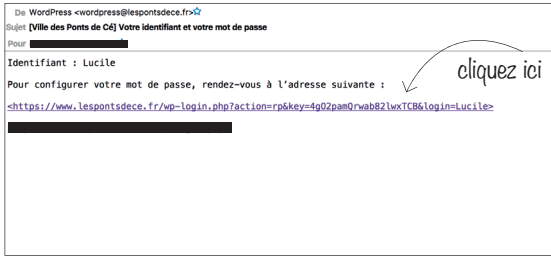 De WordPress <wordpress@lespontsdece.fr>
Sujet [Ville des Ponts de Cé] Votre identifiant et votre mot de passe
Pour
Identifiant : Lucile
cliquez ici
Pour configurer votre mot de passe, rendez-vous à l'adresse suivante :
<https://www.lespontsdece.fr/wp-login.php?action=rp&key=4gO2pamQrwab82lwxTCB&login=Lucile>